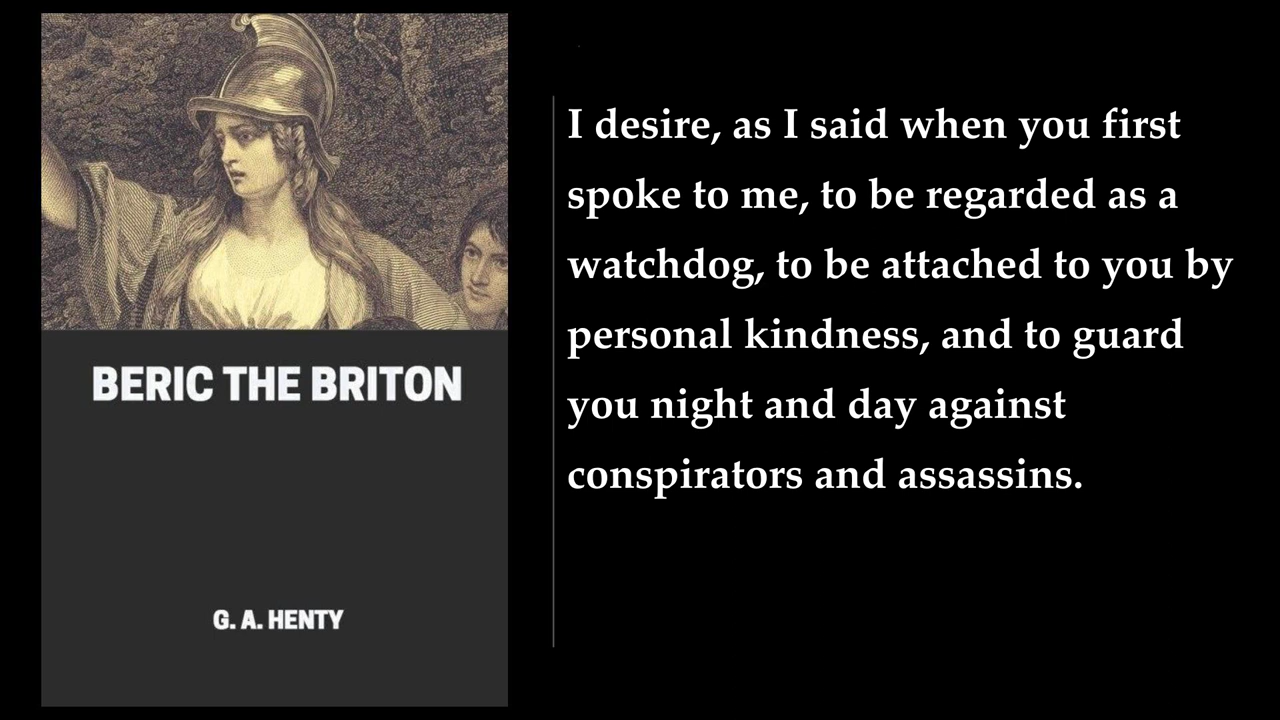 BERIC THE BRITON
G. A. HENTY
I desire, as I said when you first
spoke to me, to be regarded as a
watchdog, to be attached to you by
personal kindness, and to guard
you night and day against
conspirators and assassins.